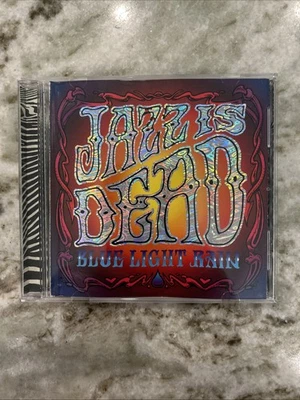 JAZZ IS
DEAD
BLUE LIGHT RAIN